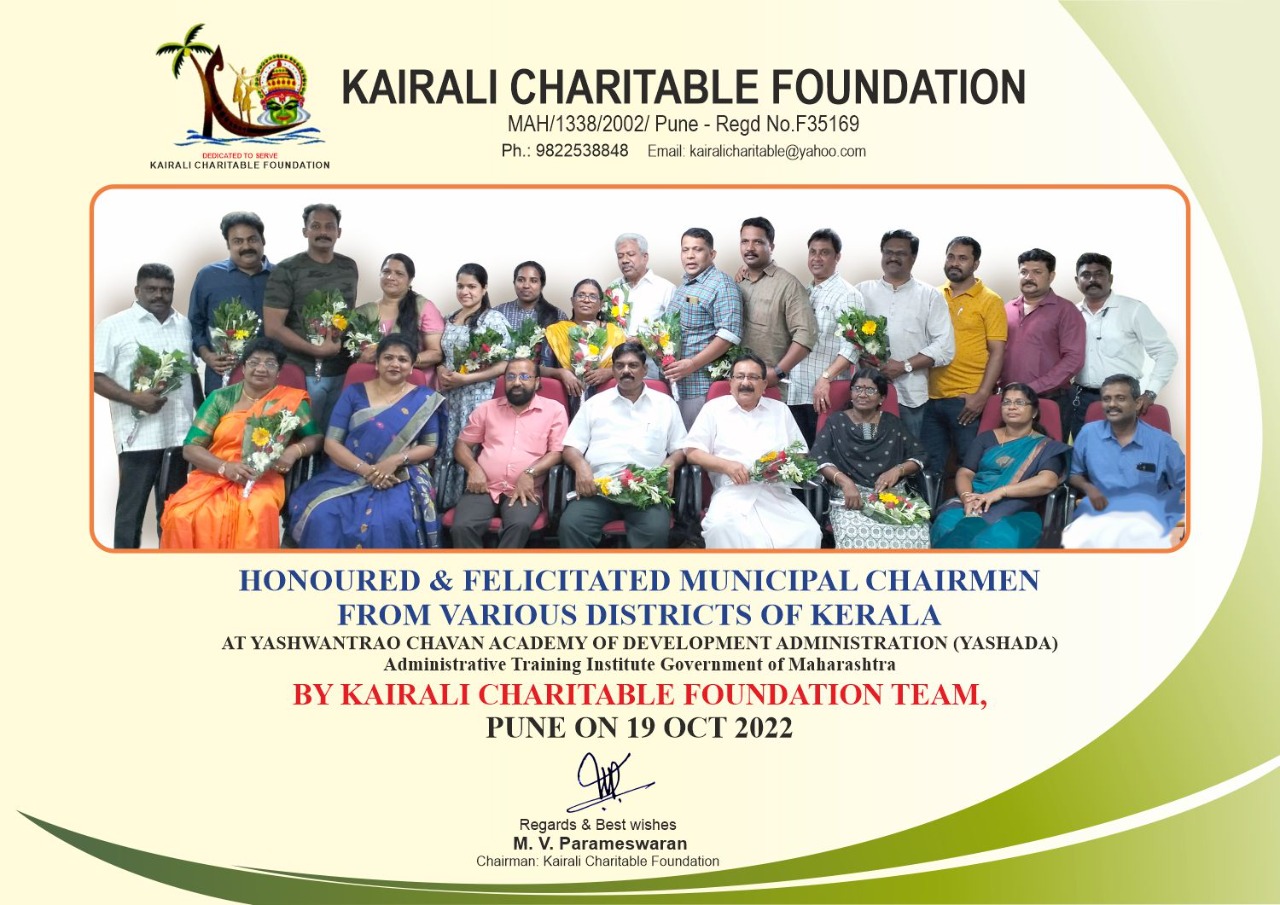 KAIRALI CHARITABLE FOUNDATION
MAH/1338/2002/ Pune - Regd No.F35169
Ph.: 9822538848 Email: kairalicharitable@yahoo.com
DEDICATED TO SERVE
KAIRALI CHARITABLE FOUNDATION
HONOURED & FELICITATED MUNICIPAL CHAIRMEN
FROM VARIOUS DISTRICTS OF KERALA
AT YASHWANTRAO CHAVAN ACADEMY OF DEVELOPMENT ADMINISTRATION (YASHADA)
Administrative Training Institute Government of Maharashtra
BY KAIRALI CHARITABLE FOUNDATION TEAM,
PUNE ON 19 OCT 2022
Regards & Best wishes
M. V. Parameswaran
Chairman: Kairali Charitable Foundation